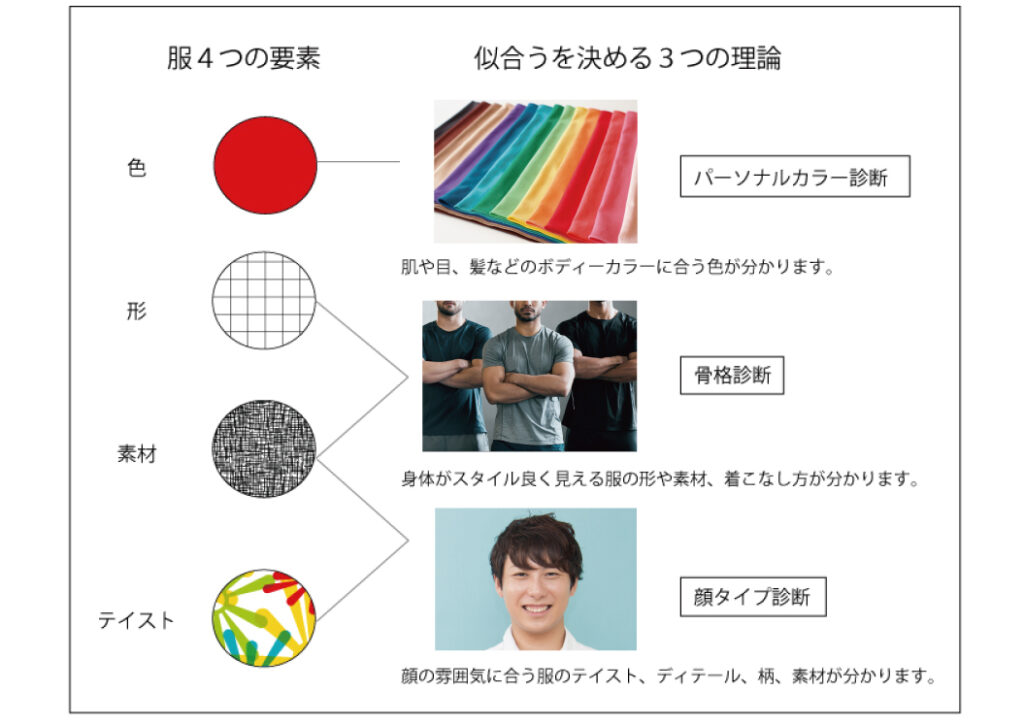 服４つの要素
似合うを決める３つの理論
色
パーソナルカラー診断
肌や目、髪などのボディーカラーに合う色が分かります。
形
骨格診断
素材
身体がスタイル良く見える服の形や素材、着こなし方が分かります。
テイスト
顔タイプ診断
顔の雰囲気に合う服のテイスト、ディテール、柄、素材が分かります。